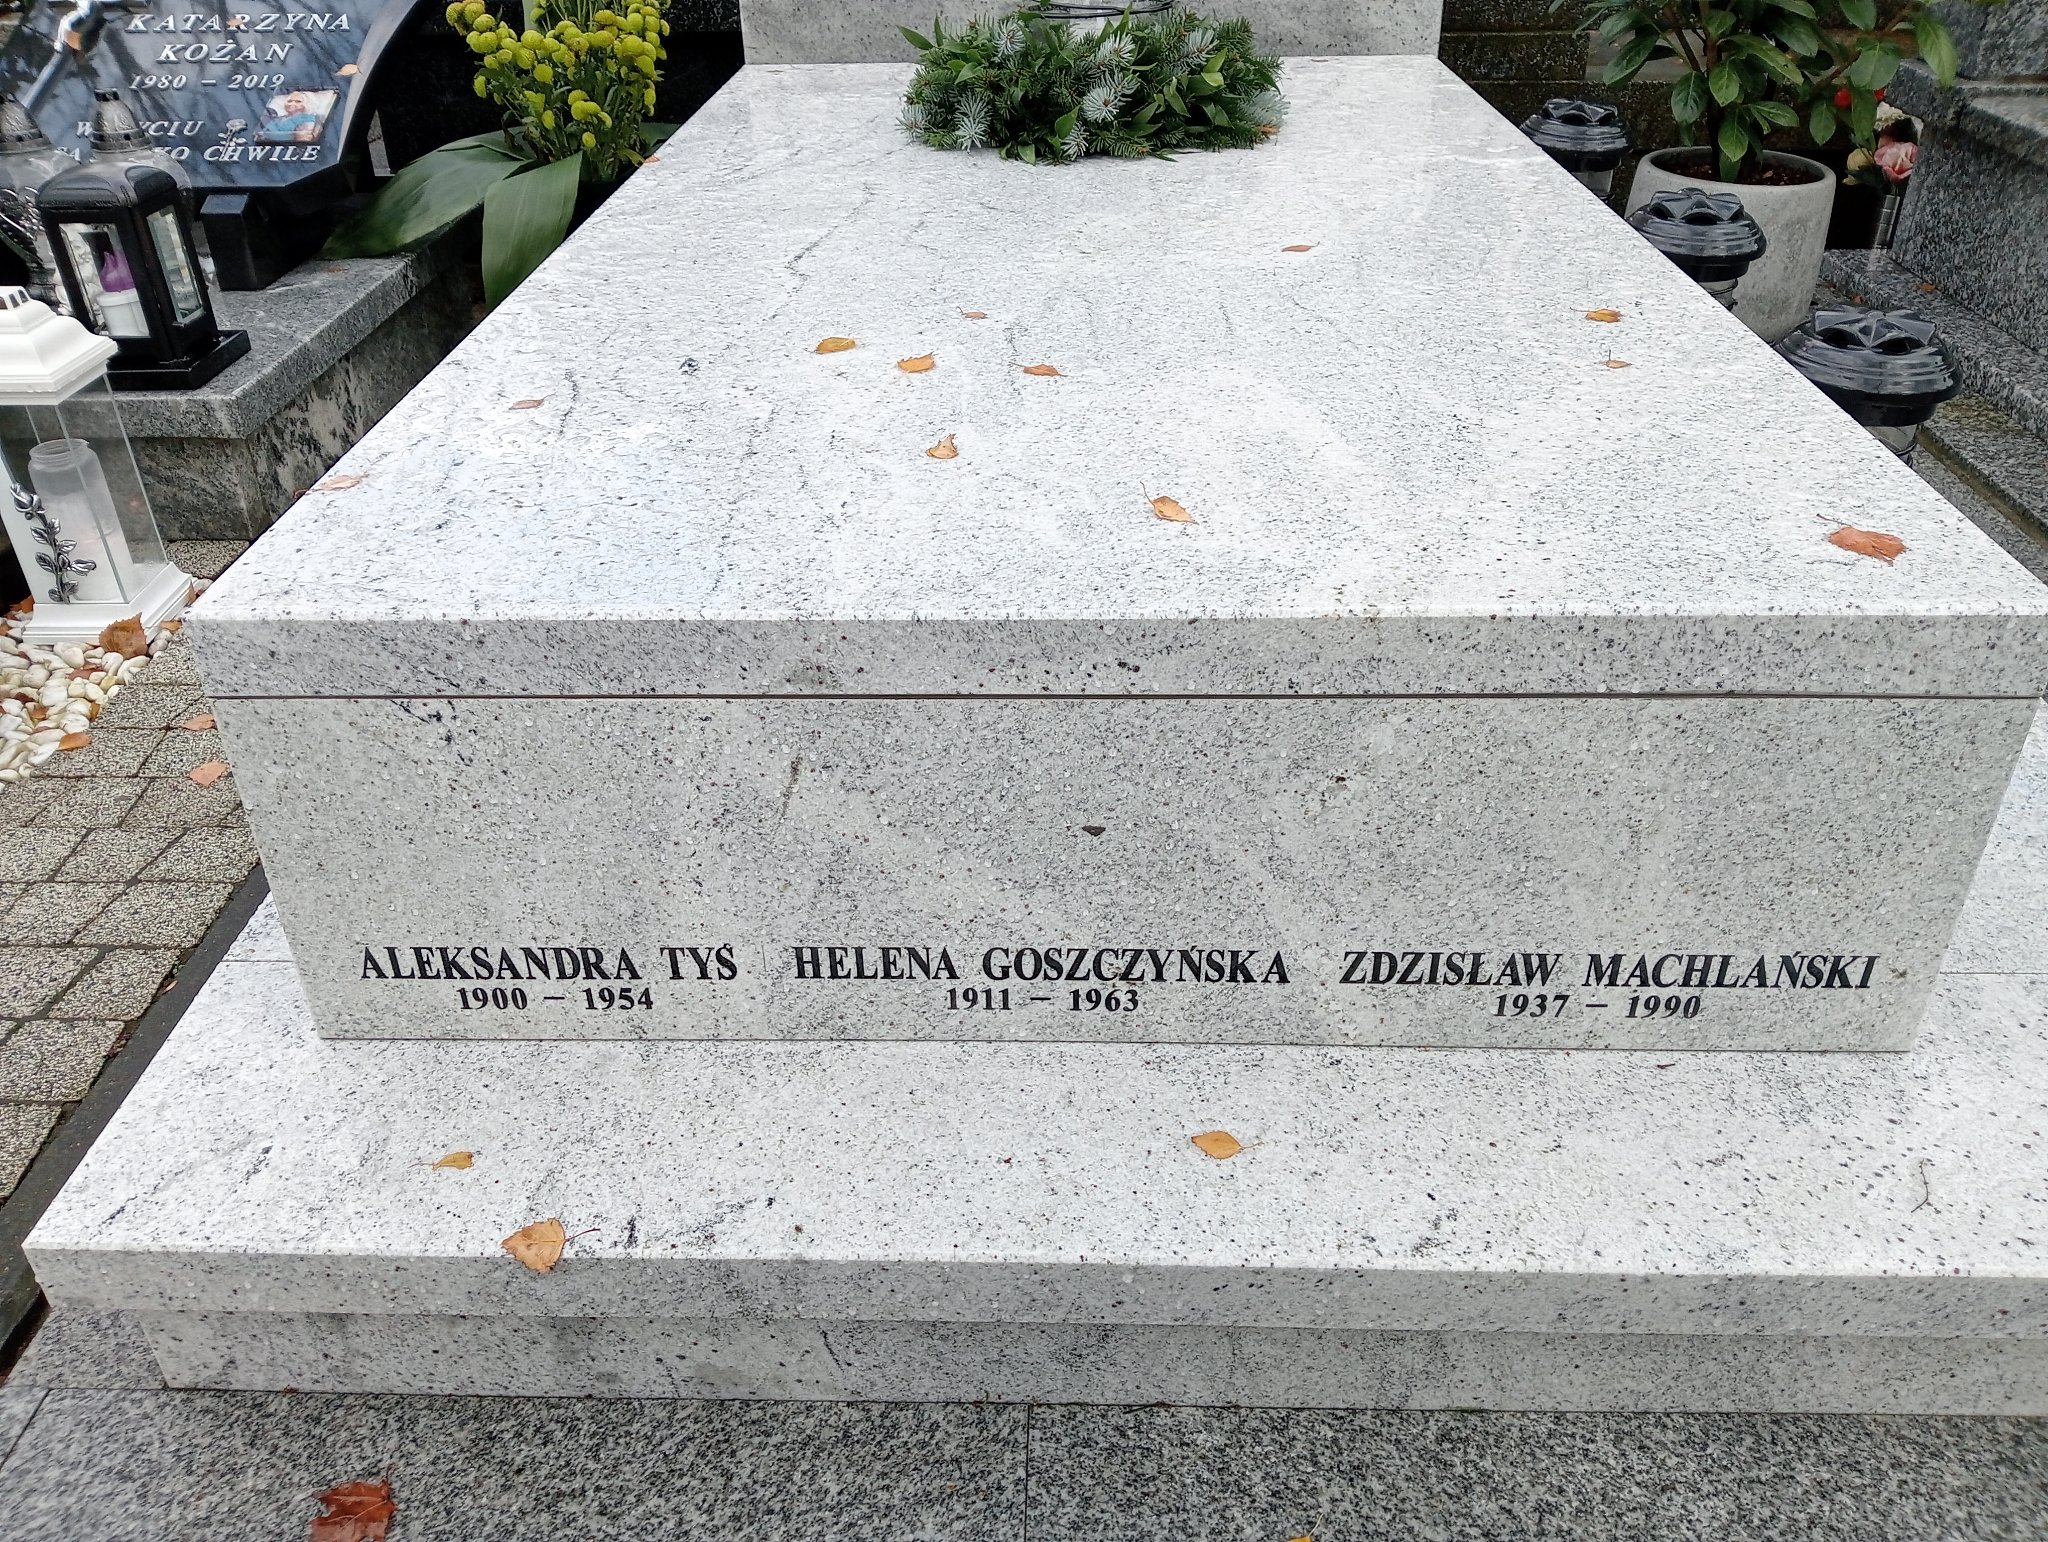 KATARZYNA
KOŻAN
1980 – 2019
CHWILE
ALEKSANDRA TYŚ
1900 – 1954
HELENA GOSZCZYŃSKA
1911 – 1963
ZDZISŁAW MACHLAŃSKI
1937 – 1990